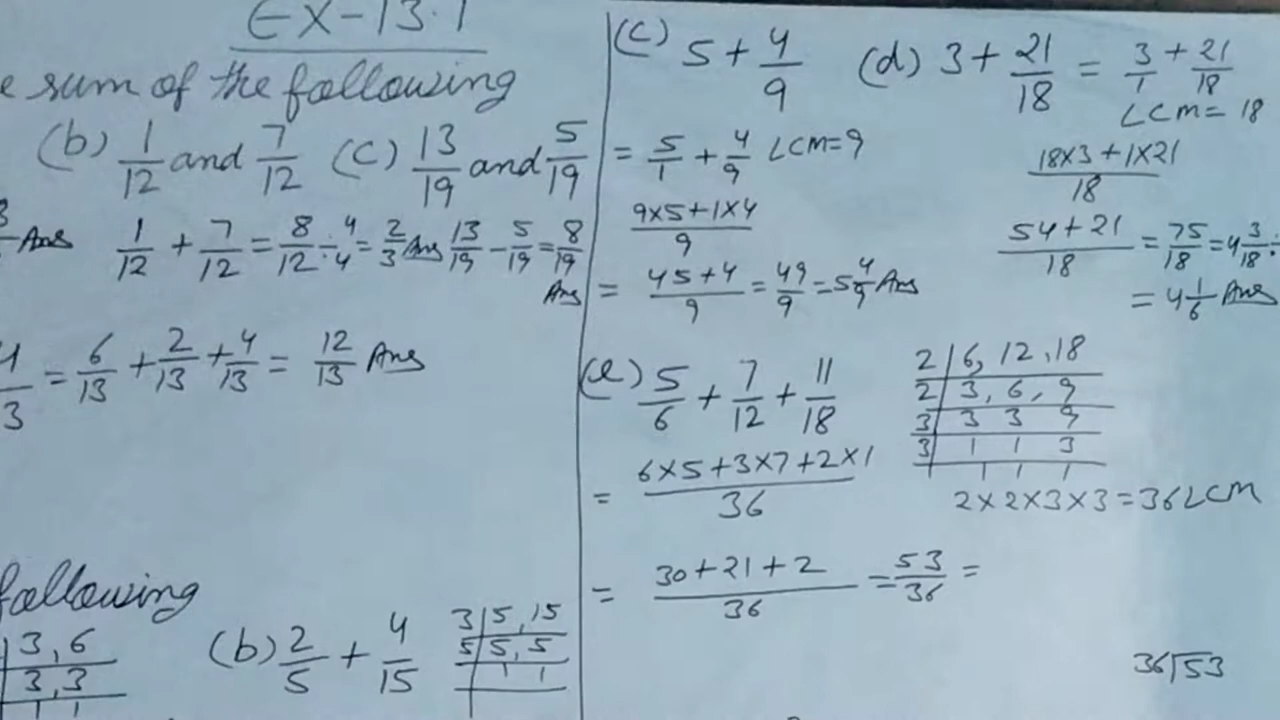 Ex-13.1
e sum of the following
(b) 1/12 and 7/12 (c) 13/19 and 5/19
Ans 1/12 + 7/12 = 8/12 ÷ 4/4 = 2/3 Ans 13/19 - 5/19 = 8/19
Ans
= 6/13 + 2/13 + 4/13 = 12/13 Ans
following
3, 6
3, 3
1 1
(b) 2/5 + 4/15
3 | 5, 15
5 | 5, 5
1 1
(c) 5 + 4/9
= 5/1 + 4/9 LCM = 9
9×5+1×4/9
= 45+4/9 = 49/9 = 5 4/9 Ans
(d) 3 + 21/18 = 3/1 + 21/18
LCM = 18
18×3+1×21/18
54+21/18 = 75/18 = 4 3/18 ÷
= 4 1/6 Ans
(e) 5/6 + 7/12 + 11/18
= 6×5+3×7+2×1/36
= 30+21+2/36 = 53/36 =
2 | 6, 12, 18
2 | 3, 6, 9
3 | 3 3 9
3 | 1 1 3
1 1 1
2×2×3×3=36 LCM
36)53